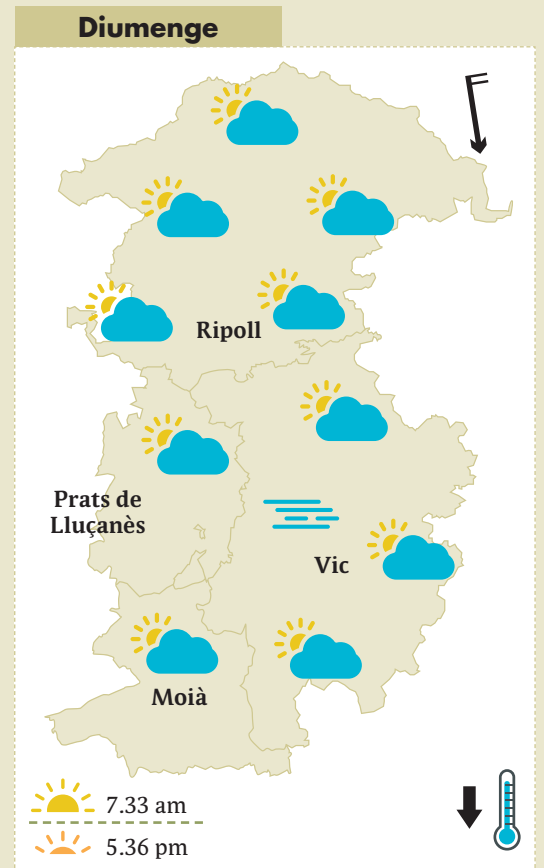 Diumenge
Ripoll
Prats de
Lluçanès
Vic
Moià
7.33 am
5.36 pm